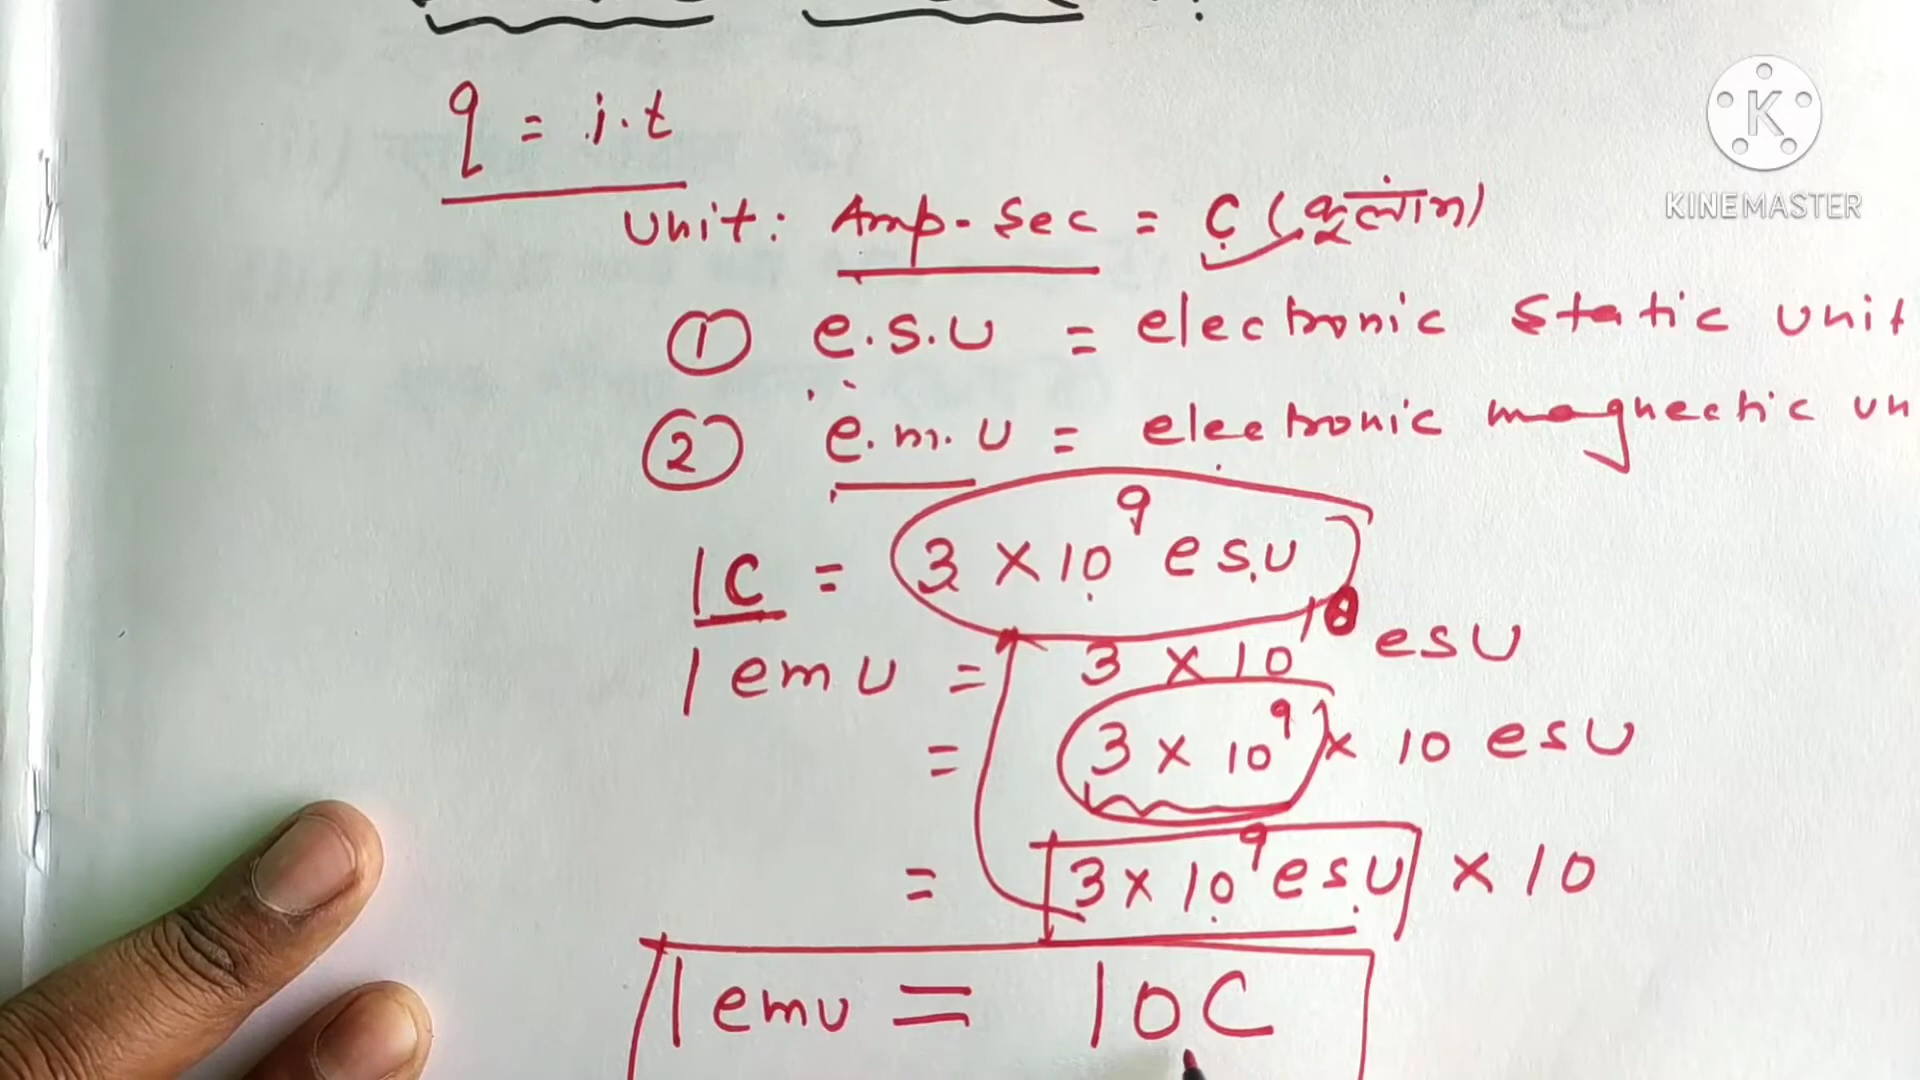 q = i.t
Unit: Amp-Sec = C (कूलॉम)
① e.s.u = electronic static unit
② e.m.u = electronic magnectic un
1C = 3 × 10⁹ esu
1 emu = 3 × 10¹⁰ esu
= 3 × 10⁹ × 10 esu
= 3 × 10⁹ esu × 10
1 emu = 10C
K
KINEMASTER